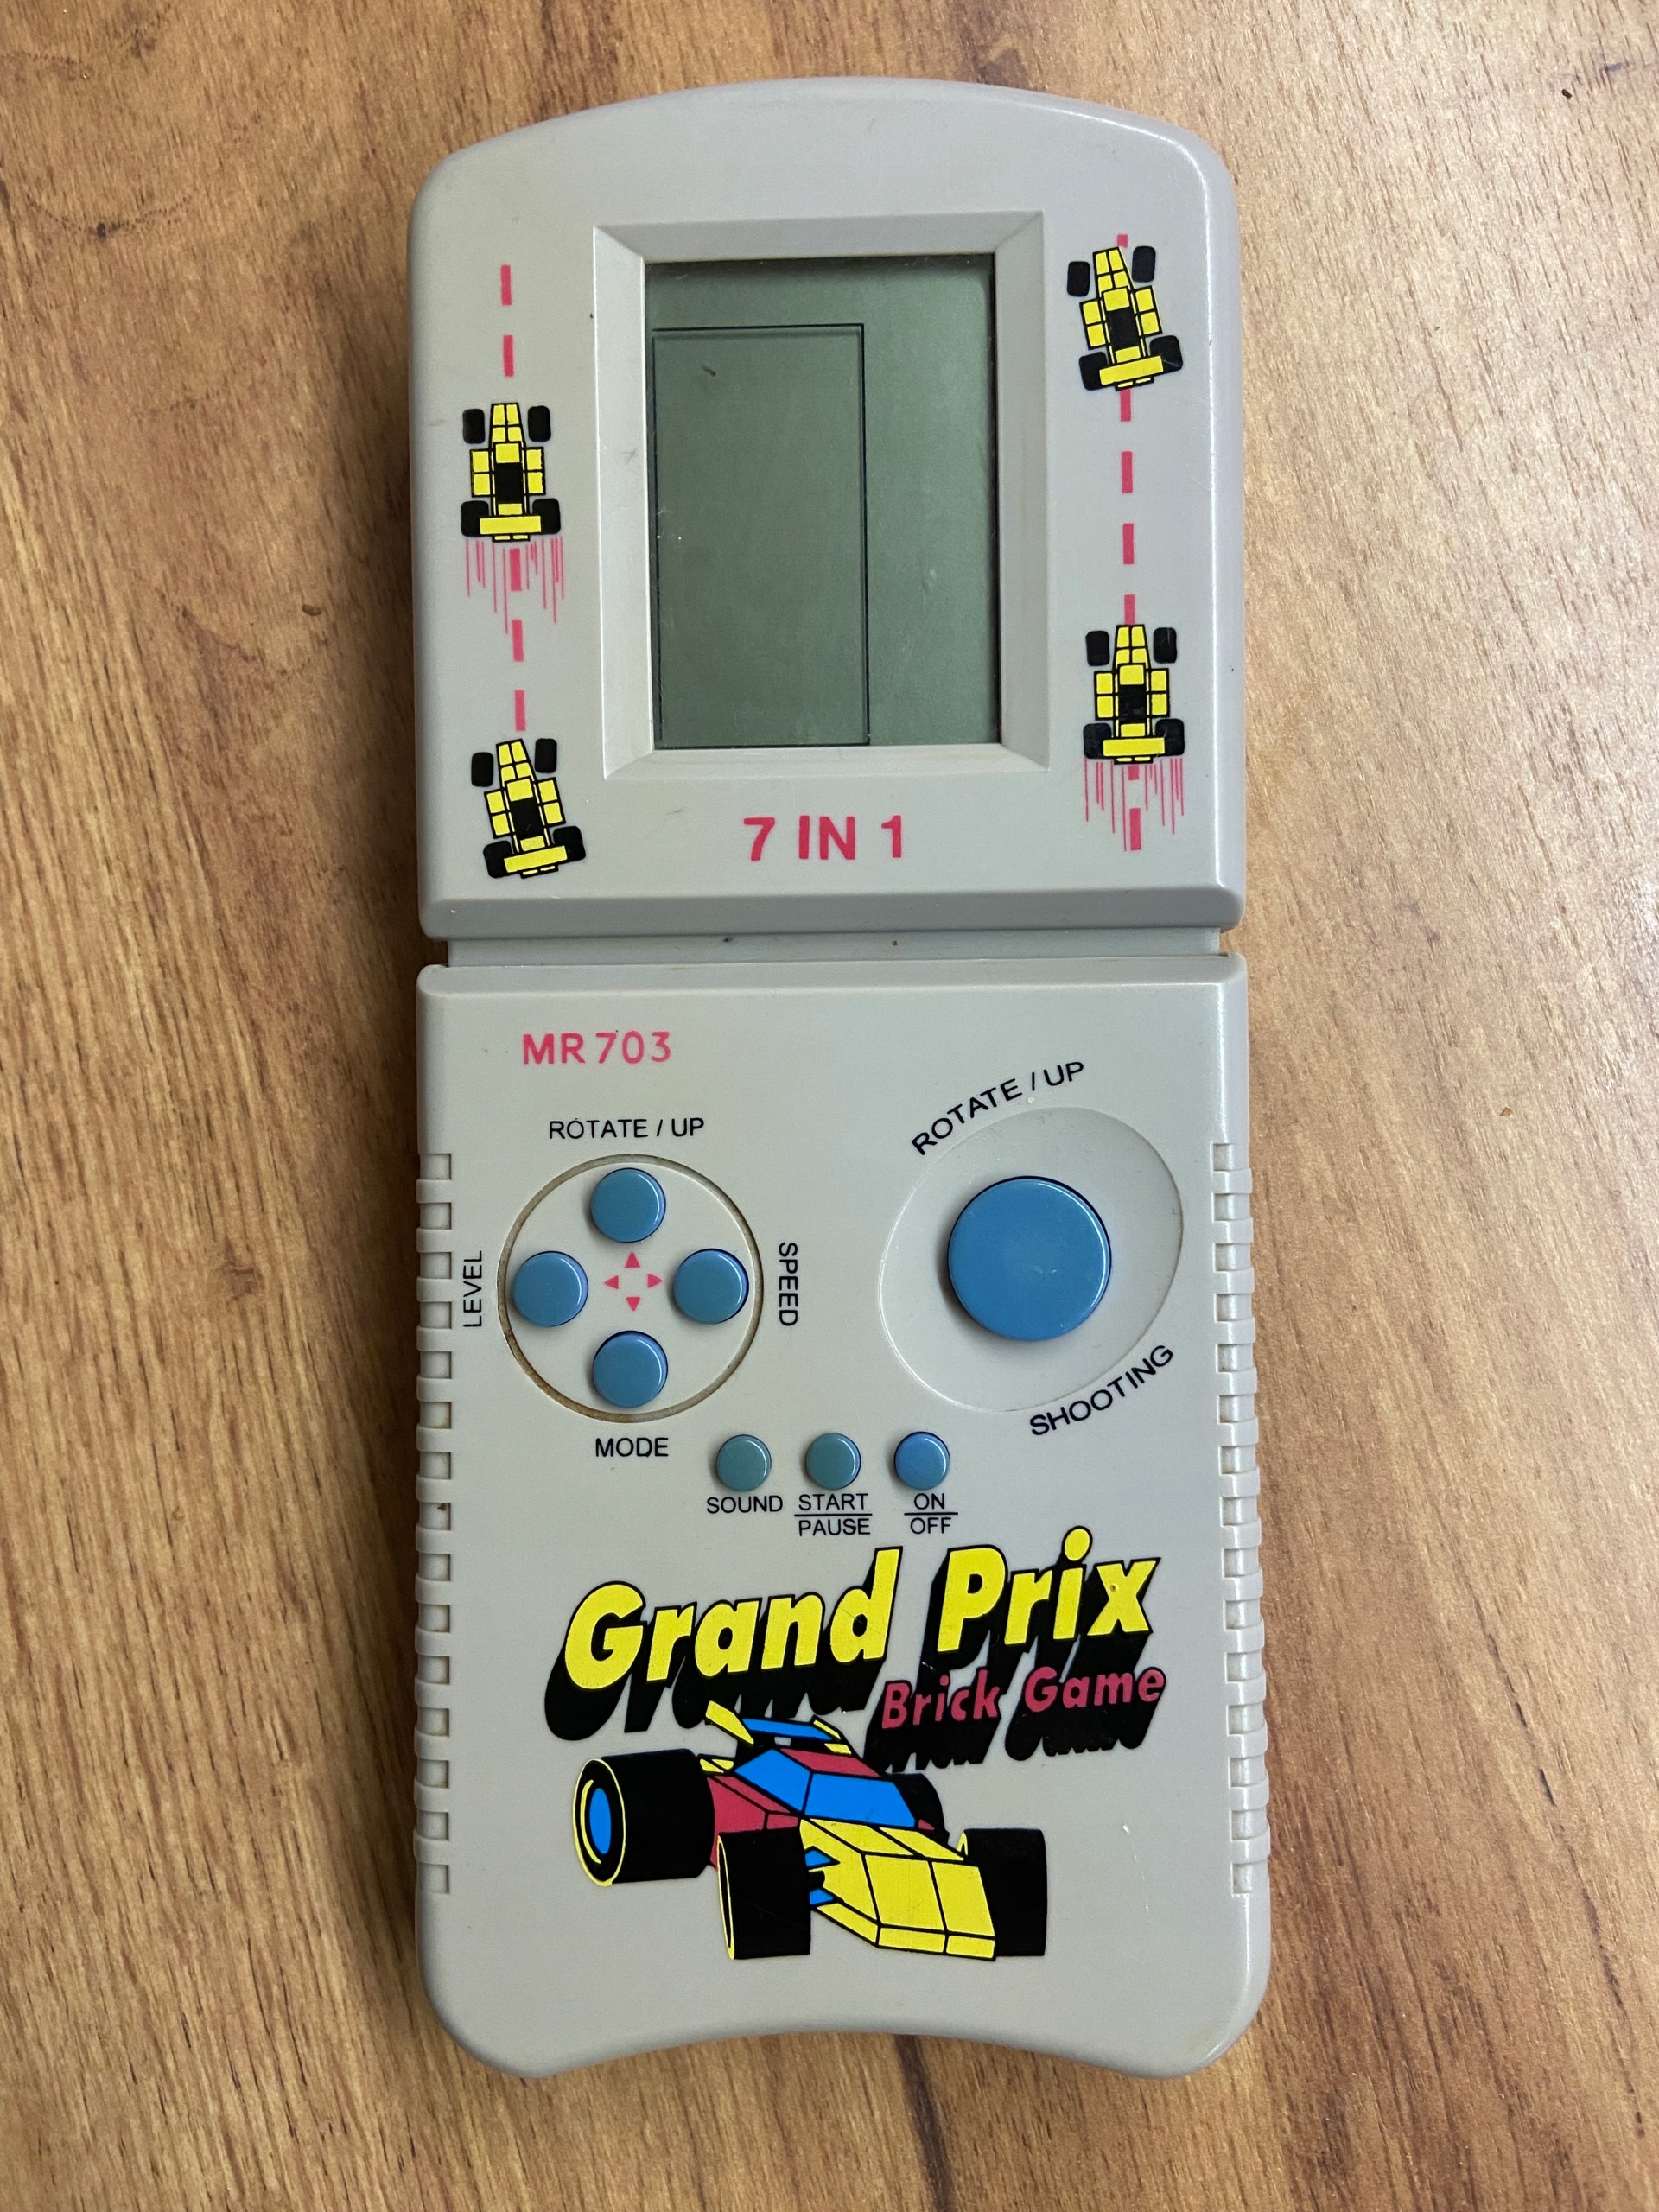 7 IN 1
MR 703
ROTATE / UP
ROTATE / UP
LEVEL
SPEED
SHOOTING
MODE
SOUND
START
PAUSE
ON
OFF
Grand Prix
Brick Game